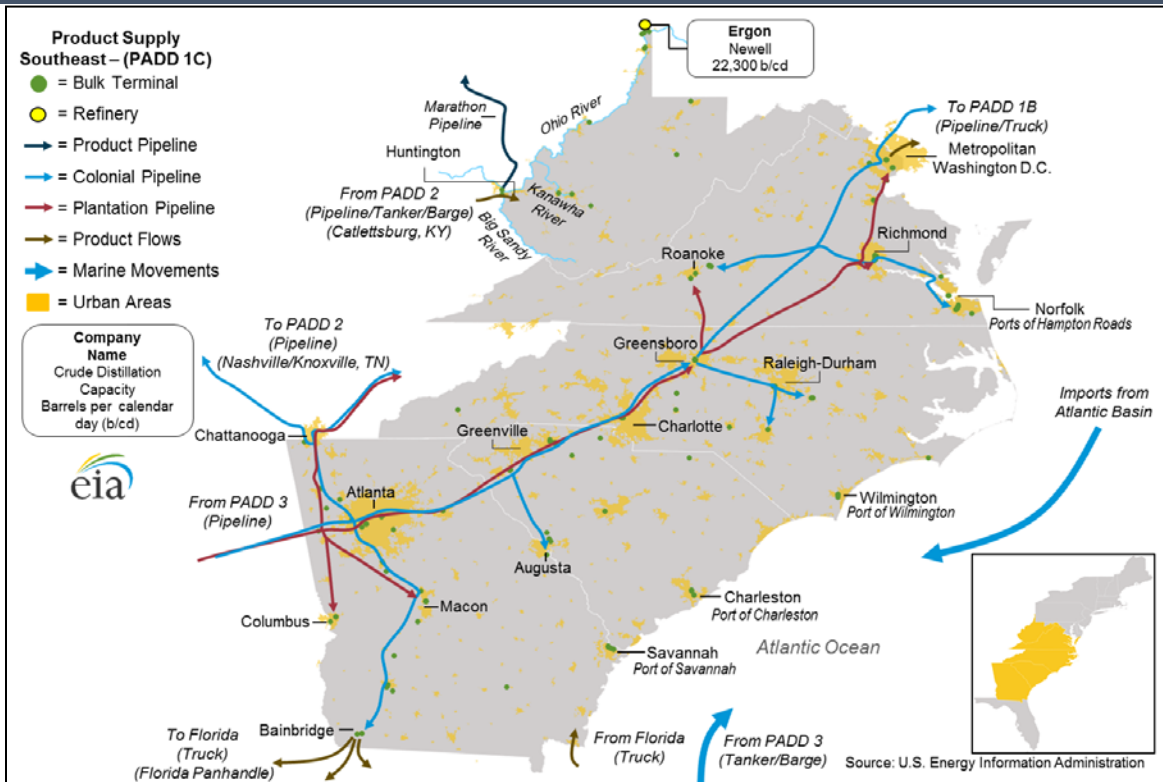 Product Supply
Southeast – (PADD 1C)
= Bulk Terminal
= Refinery
= Product Pipeline
= Colonial Pipeline
= Plantation Pipeline
= Product Flows
= Marine Movements
= Urban Areas
Company
Name
Crude Distillation
Capacity
Barrels per calendar
day (b/cd)
eia
Ergon
Newell
22,300 b/cd
Marathon
Pipeline
Ohio River
Huntington
From PADD 2
(Pipeline/Tanker/Barge)
(Catlettsburg, KY)
Kanawha
River
Big Sandy
River
To PADD 1B
(Pipeline/Truck)
Metropolitan
Washington D.C.
Richmond
Roanoke
Norfolk
Ports of Hampton Roads
To PADD 2
(Pipeline)
(Nashville/Knoxville, TN)
Greensboro
Raleigh-Durham
Imports from
Atlantic Basin
Chattanooga
Greenville
Charlotte
From PADD 3
(Pipeline)
Atlanta
Wilmington
Port of Wilmington
Augusta
Columbus
Macon
Charleston
Port of Charleston
Savannah
Port of Savannah
Atlantic Ocean
Bainbridge
To Florida
(Truck)
(Florida Panhandle)
From Florida
(Truck)
From PADD 3
(Tanker/Barge)
Source: U.S. Energy Information Administration